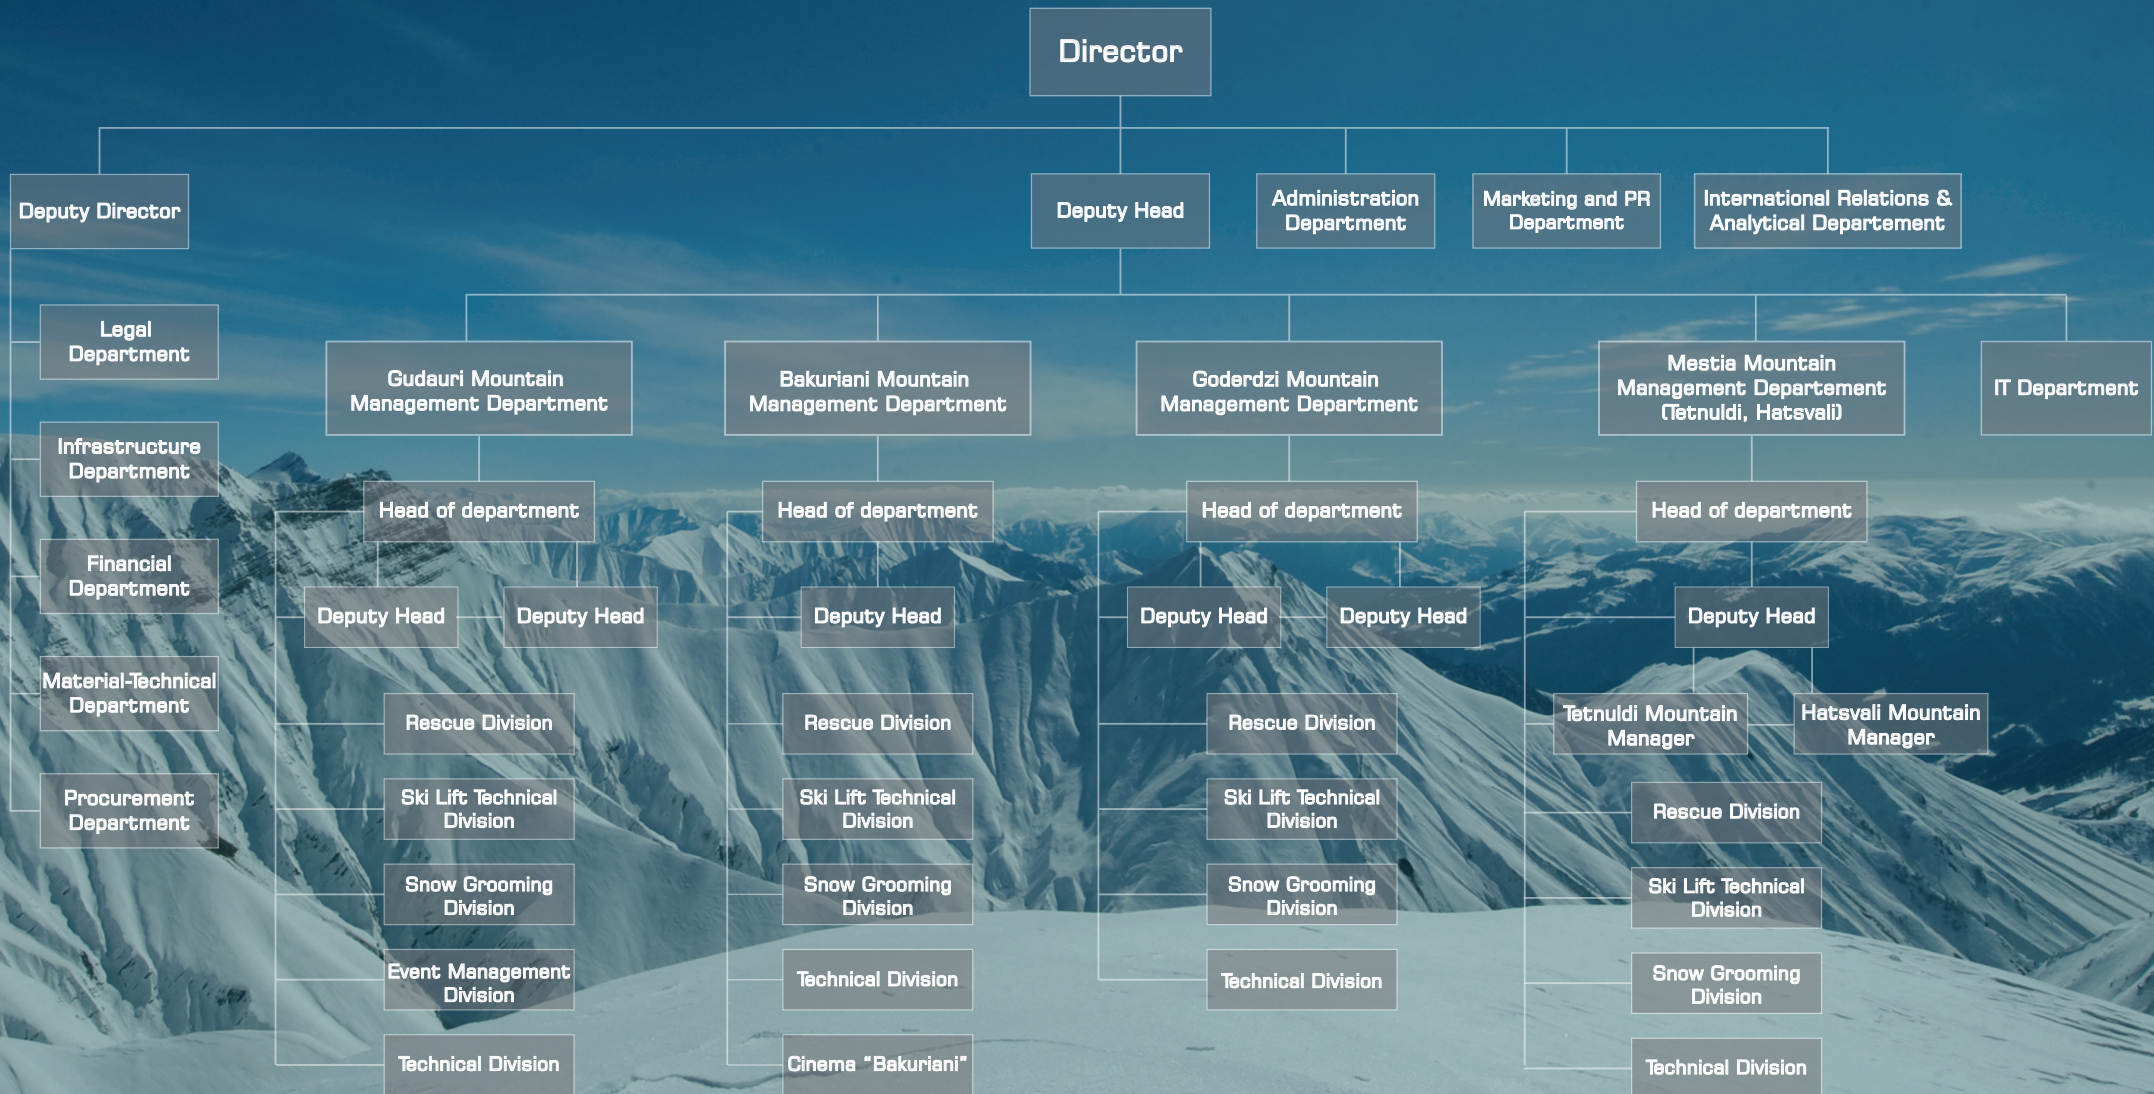 Director
Deputy Director
Deputy Head
Administration
Department
Marketing and PR
Department
International Relations &
Analytical Departement
Legal
Department
Infrastructure
Department
Financial
Department
Material-Technical
Department
Procurement
Department
Gudauri Mountain
Management Department
Head of department
Deputy Head
Deputy Head
Rescue Division
Ski Lift Technical
Division
Snow Grooming
Division
Event Management
Division
Technical Division
Bakuriani Mountain
Management Department
Head of department
Deputy Head
Rescue Division
Ski Lift Technical
Division
Snow Grooming
Division
Technical Division
Cinema “Bakuriani”
Goderdzi Mountain
Management Department
Head of department
Deputy Head
Deputy Head
Rescue Division
Ski Lift Technical
Division
Snow Grooming
Division
Technical Division
Mestia Mountain
Management Departement
(Tetnuldi, Hatsvali)
Head of department
Deputy Head
Tetnuldi Mountain
Manager
Hatsvali Mountain
Manager
Rescue Division
Ski Lift Technical
Division
Snow Grooming
Division
Technical Division
IT Department